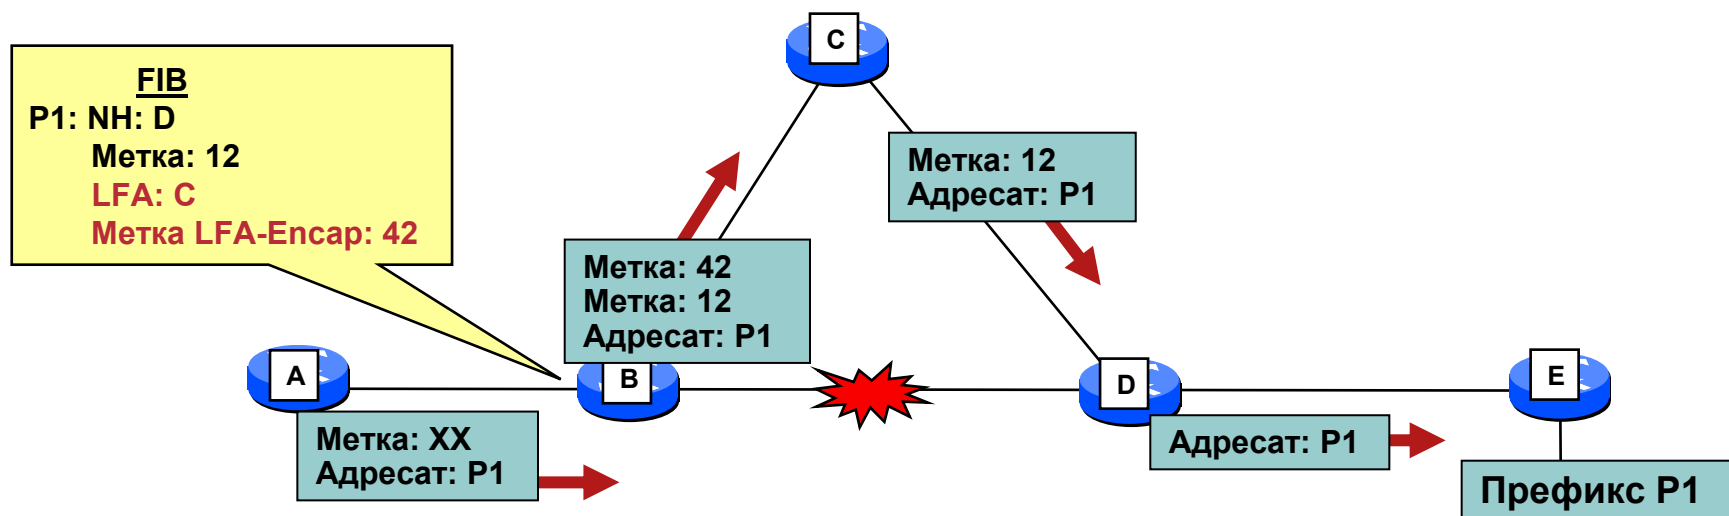 C
FIB
P1: NH: D
Метка: 12
LFA: C
Метка LFA-Encap: 42
Метка: 12
Адресат: P1
Метка: 42
Метка: 12
Адресат: P1
A
B
D
E
Метка: XX
Адресат: P1
Адресат: P1
Префикс P1